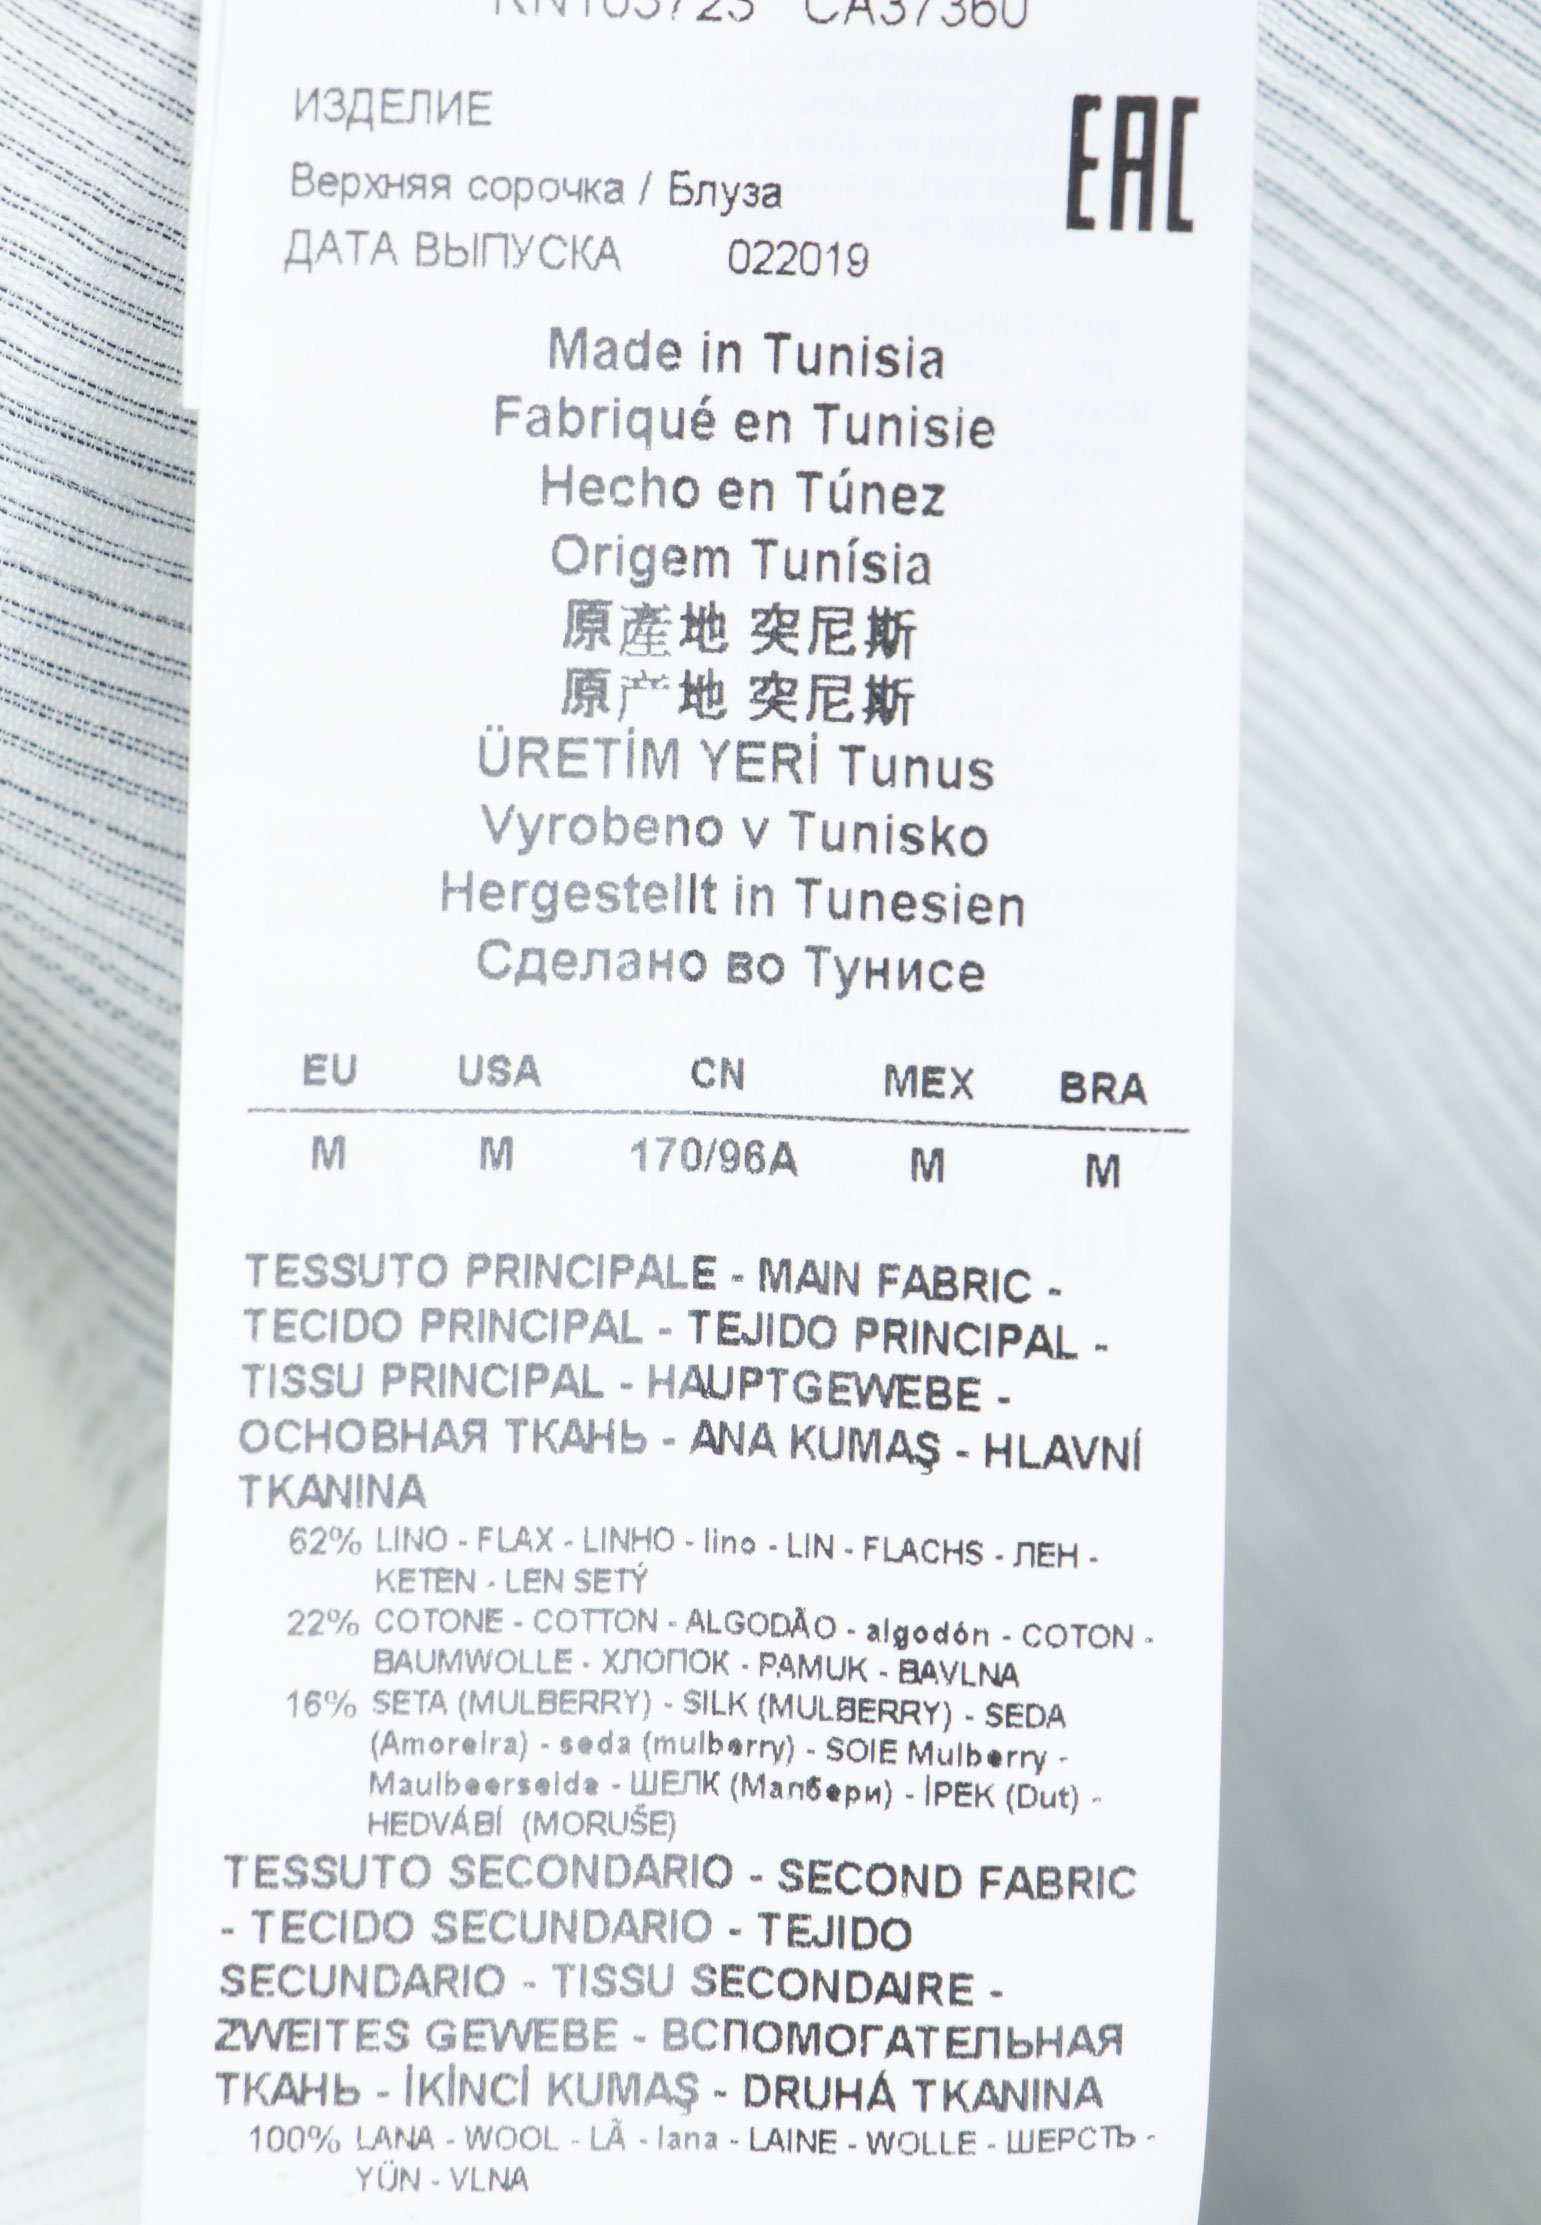 RN103723 CA37360
ИЗДЕЛИЕ
EAC
Верхняя сорочка / Блуза
ДАТА ВЫПУСКА 022019
Made in Tunisia
Fabriqué en Tunisie
Hecho en Túnez
Origem Tunísia
原產地 突尼斯
原产地 突尼斯
ÜRETİM YERİ Tunus
Vyrobeno v Tunisko
Hergestellt in Tunesien
Сделано во Тунисе
EU USA CN MEX BRA
M M 170/96A M M
TESSUTO PRINCIPALE - MAIN FABRIC -
TECIDO PRINCIPAL - TEJIDO PRINCIPAL -
TISSU PRINCIPAL - HAUPTGEWEBE -
ОСНОВНАЯ ТКАНЬ - ANA KUMAŞ - HLAVNÍ
TKANINA
62% LINO - FLAX - LINHO - lino - LIN - FLACHS - ЛЕН -
KETEN - LEN SETÝ
22% COTONE - COTTON - ALGODÃO - algodón - COTON -
BAUMWOLLE - ХЛОПОК - PAMUK - BAVLNA
16% SETA (MULBERRY) - SILK (MULBERRY) - SEDA
(Amoreira) - seda (mulberry) - SOIE Mulberry -
Maulbeerseide - ШЕЛК (Малбери) - İPEK (Dut) -
HEDVÁBÍ (MORUŠE)
TESSUTO SECONDARIO - SECOND FABRIC
- TECIDO SECUNDARIO - TEJIDO
SECUNDARIO - TISSU SECONDAIRE -
ZWEITES GEWEBE - ВСПОМОГАТЕЛЬНАЯ
ТКАНЬ - İKİNCİ KUMAŞ - DRUHÁ TKANINA
100% LANA - WOOL - LÃ - lana - LAINE - WOLLE - ШЕРСТЬ -
YÜN - VLNA